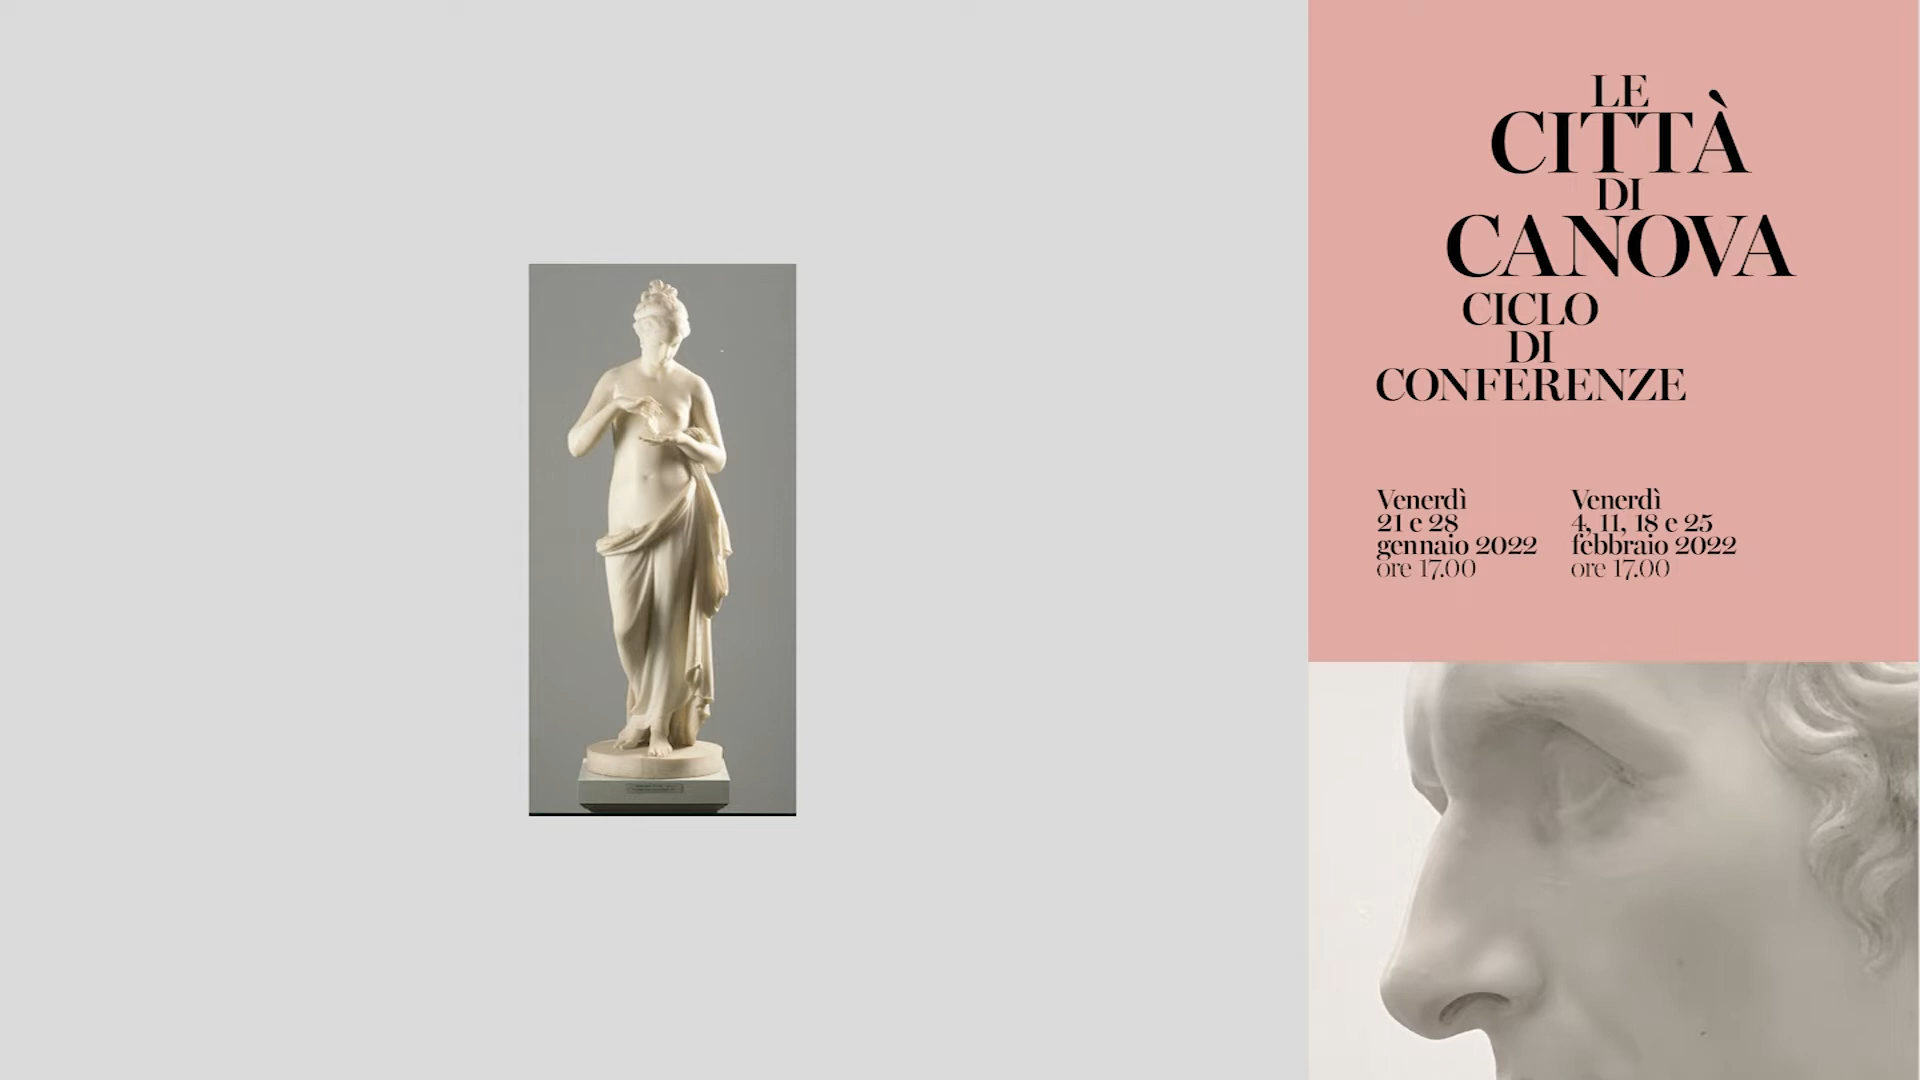 LE
CITTÀ
DI
CANOVA
CICLO
DI
CONFERENZE
Venerdì
21 e 28
gennaio 2022
ore 17.00
Venerdì
4, 11, 18 e 25
febbraio 2022
ore 17.00